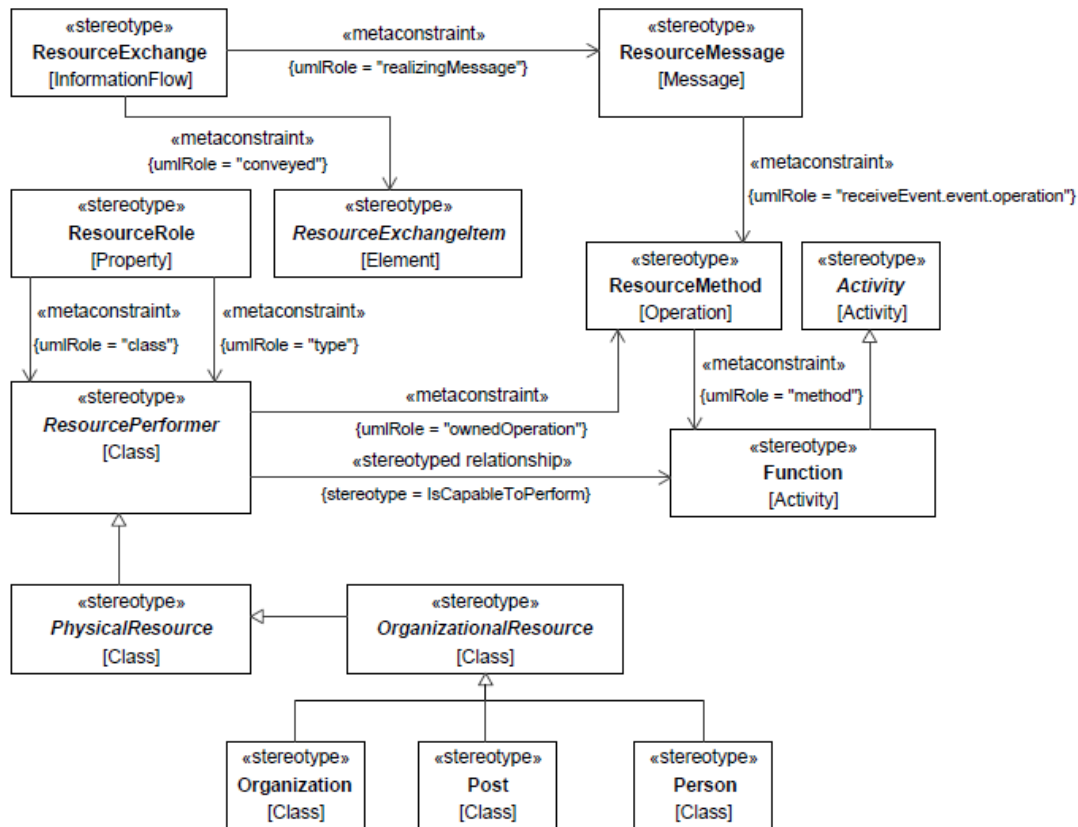 «stereotype»
ResourceExchange
[InformationFlow]
«metaconstraint»
{umlRole = "realizingMessage"}
«stereotype»
ResourceMessage
[Message]
«metaconstraint»
{umlRole = "conveyed"}
«metaconstraint»
{umlRole = "receiveEvent.event.operation"}
«stereotype»
ResourceRole
[Property]
«stereotype»
ResourceExchangeItem
[Element]
«stereotype»
ResourceMethod
[Operation]
«stereotype»
Activity
[Activity]
«metaconstraint»
{umlRole = "class"}
«metaconstraint»
{umlRole = "type"}
«metaconstraint»
{umlRole = "method"}
«stereotype»
ResourcePerformer
[Class]
«metaconstraint»
{umlRole = "ownedOperation"}
«stereotyped relationship»
{stereotype = IsCapableToPerform}
«stereotype»
Function
[Activity]
«stereotype»
PhysicalResource
[Class]
«stereotype»
OrganizationalResource
[Class]
«stereotype»
Organization
[Class]
«stereotype»
Post
[Class]
«stereotype»
Person
[Class]